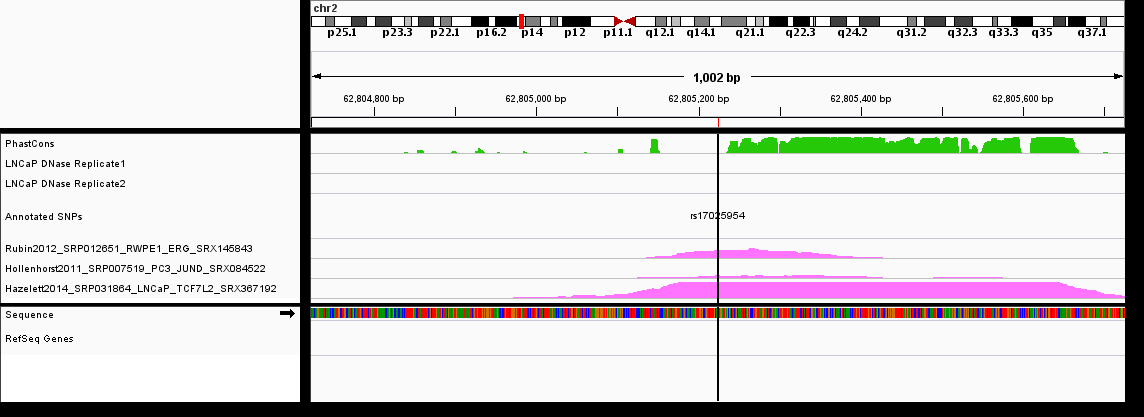 chr2
p25.1 p23.3 p22.1 p16.2 p14 p12 p11.1 q12.1 q14.1 q21.1 q22.3 q24.2 q31.2 q32.3 q33.3 q35 q37.1
1,002 bp
62,804,800 bp 62,805,000 bp 62,805,200 bp 62,805,400 bp 62,805,600 bp
PhastCons
LNCaP DNase Replicate1
LNCaP DNase Replicate2
Annotated SNPs
rs17025954
Rubin2012_SRP012651_RWPE1_ERG_SRX145843
Hollenhorst2011_SRP007519_PC3_JUND_SRX084522
Hazelett2014_SRP031864_LNCaP_TCF7L2_SRX367192
Sequence
RefSeq Genes